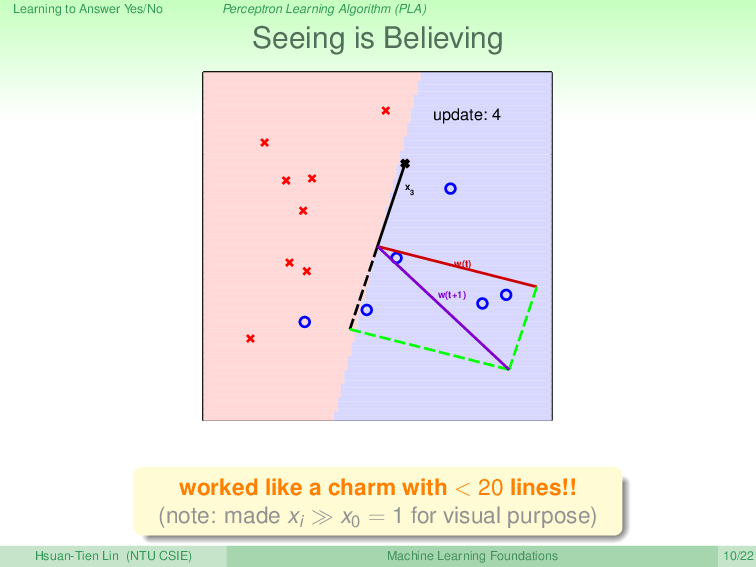 Learning to Answer Yes/No Perceptron Learning Algorithm (PLA)
Seeing is Believing
update: 4
x₃
w(t)
w(t+1)
worked like a charm with < 20 lines!!
(note: made xᵢ ≫ x₀ = 1 for visual purpose)
Hsuan-Tien Lin (NTU CSIE) Machine Learning Foundations 10/22